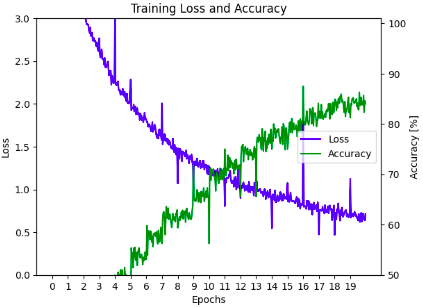 Training Loss and Accuracy
3.0
2.5
2.0
1.5
1.0
0.5
0.0
Loss
100
90
80
70
60
50
Accuracy [%]
Loss
Accuracy
0 1 2 3 4 5 6 7 8 9 10 11 12 13 14 15 16 17 18 19
Epochs